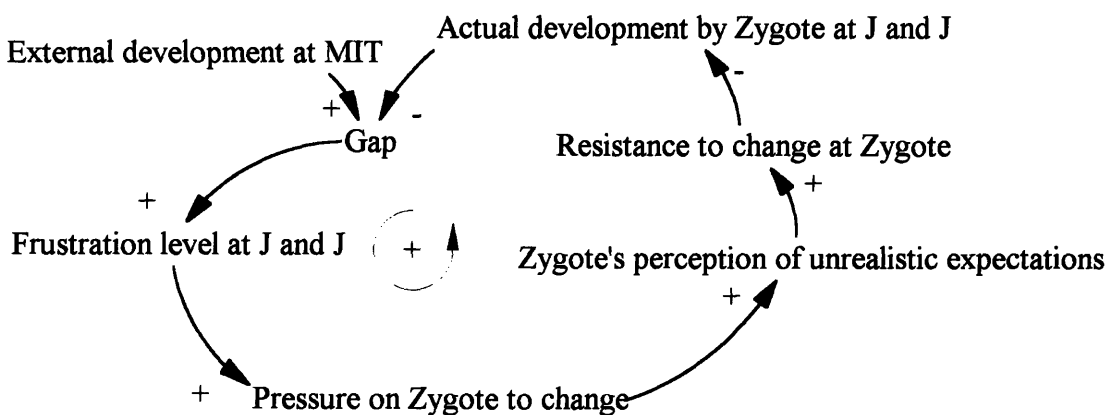 Actual development by Zygote at J and J
External development at MIT
-
+
-
Gap
Resistance to change at Zygote
+
+
Frustration level at J and J
+
Zygote's perception of unrealistic expectations
+
+
Pressure on Zygote to change